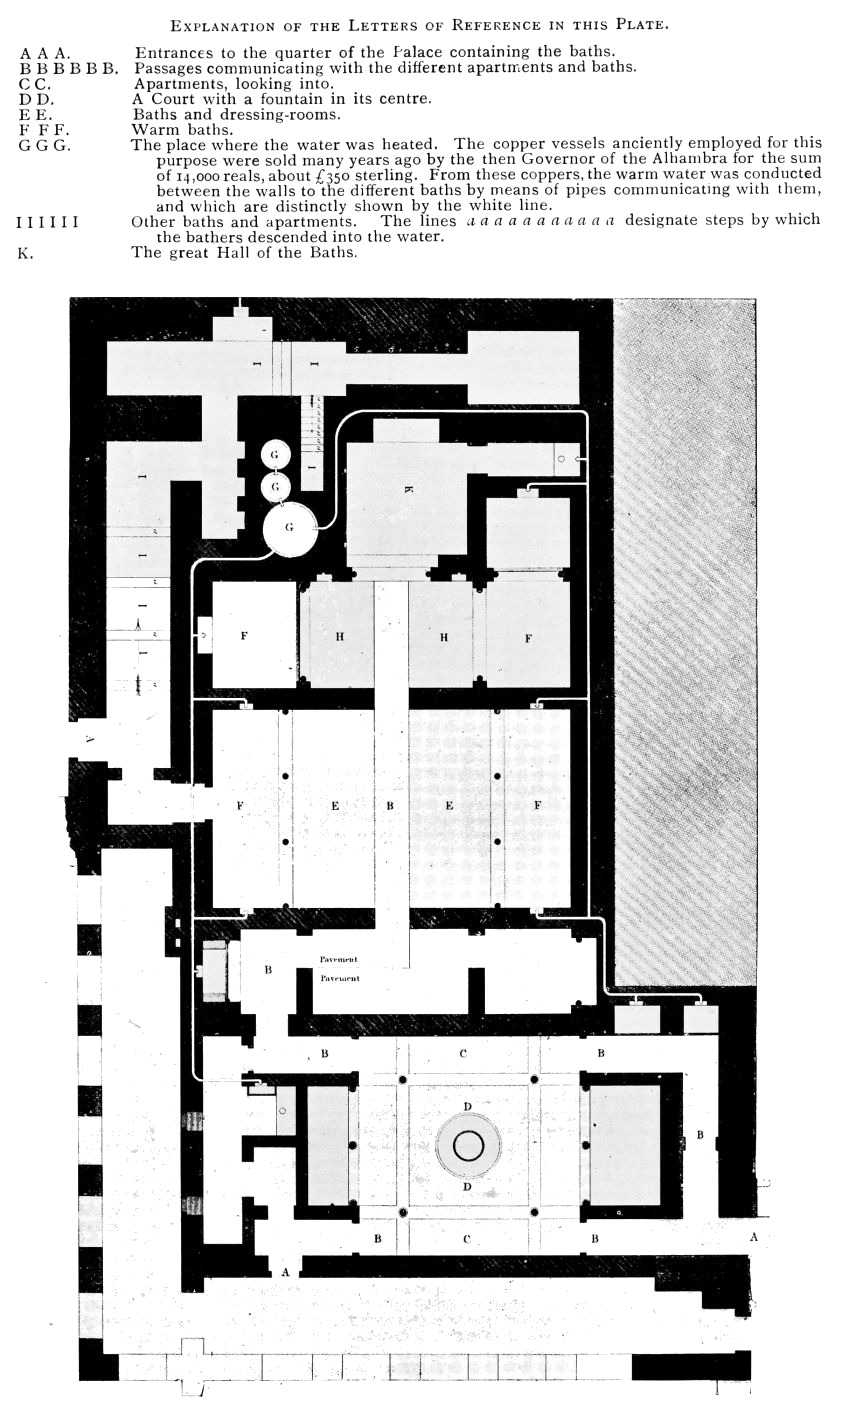 EXPLANATION OF THE LETTERS OF REFERENCE IN THIS PLATE.
A A A. Entrances to the quarter of the Palace containing the baths.
B B B B B B. Passages communicating with the different apartments and baths.
C C. Apartments, looking into.
D D. A Court with a fountain in its centre.
E E. Baths and dressing-rooms.
F F F. Warm baths.
G G G. The place where the water was heated. The copper vessels anciently employed for this
purpose were sold many years ago by the then Governor of the Alhambra for the sum
of 14,000 reals, about £350 sterling. From these coppers, the warm water was conducted
between the walls to the different baths by means of pipes communicating with them,
and which are distinctly shown by the white line.
I I I I I I Other baths and apartments. The lines a a a a a a a a a a a designate steps by which
the bathers descended into the water.
K. The great Hall of the Baths.
I I
G
I
I G K
G
I
I
F H H F
I
A
F E B E F
Pavement
B
Pavement
B C B
D
B
D
B C B A
A